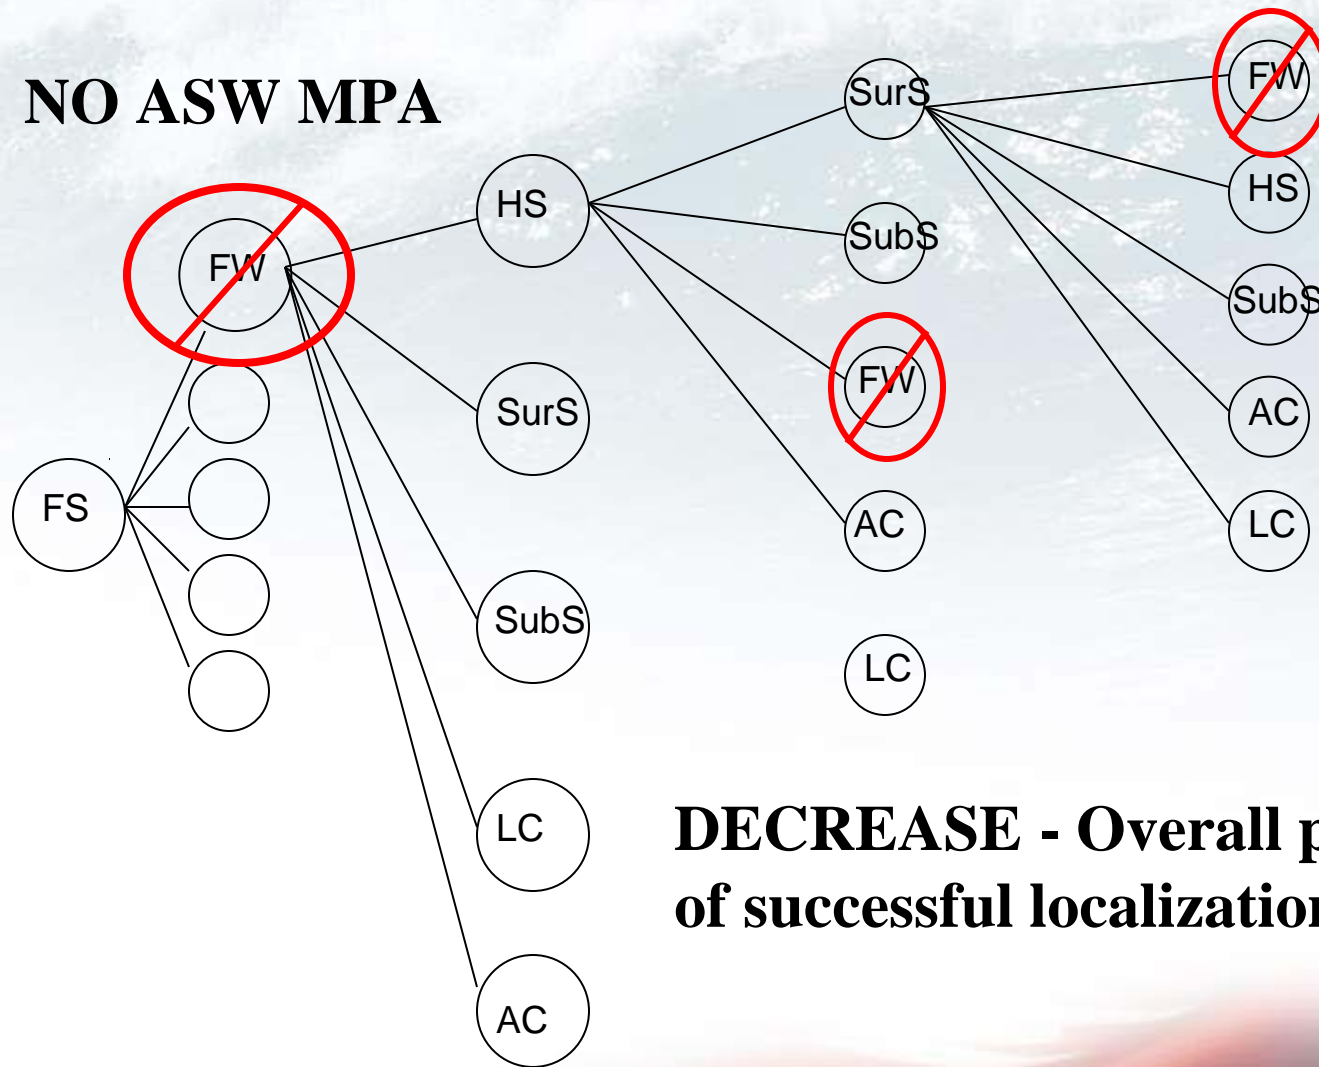 NO ASW MPA
FS
FW
HS
SurS
SubS
LC
AC
SurS
SubS
FW
AC
LC
FW
HS
SubS
AC
LC
DECREASE - Overall p
of successful localization